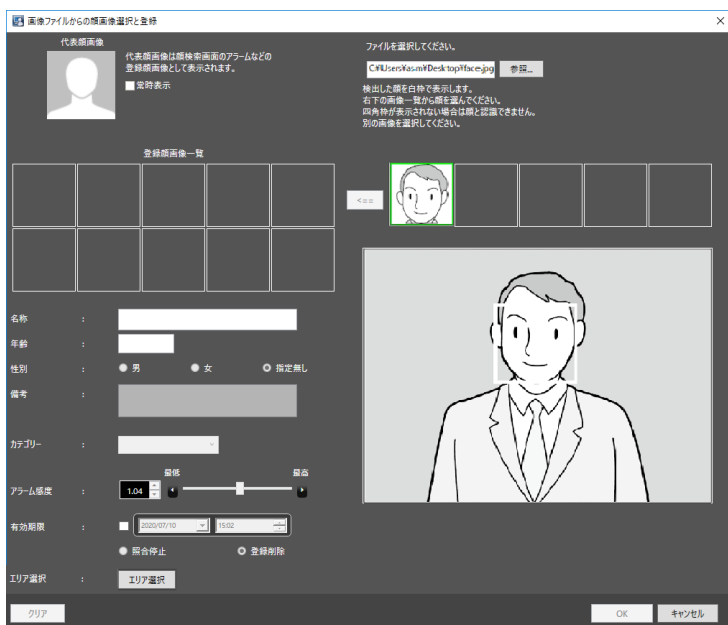 画像ファイルからの顔画像選択と登録
代表顔画像
代表顔画像は顔検索画面のアラームなどの
登録顔画像として表示されます。
常時表示
ファイルを選択してください。
C:¥Users¥asm¥Desktop¥face.jpg
参照...
検出した顔を白枠で表示します。
右下の画像一覧から顔を選んでください。
四角枠が表示されない場合は顔と認識できません。
別の画像を選択してください。
登録顔画像一覧
<==
名称 :
年齢 :
性別 : 男 女 指定無し
備考 :
カテゴリー :
最低 最高
アラーム感度 : 1.04
有効期限 : 2020/07/10 15:02
照合停止 登録削除
エリア選択 : エリア選択
クリア OK キャンセル